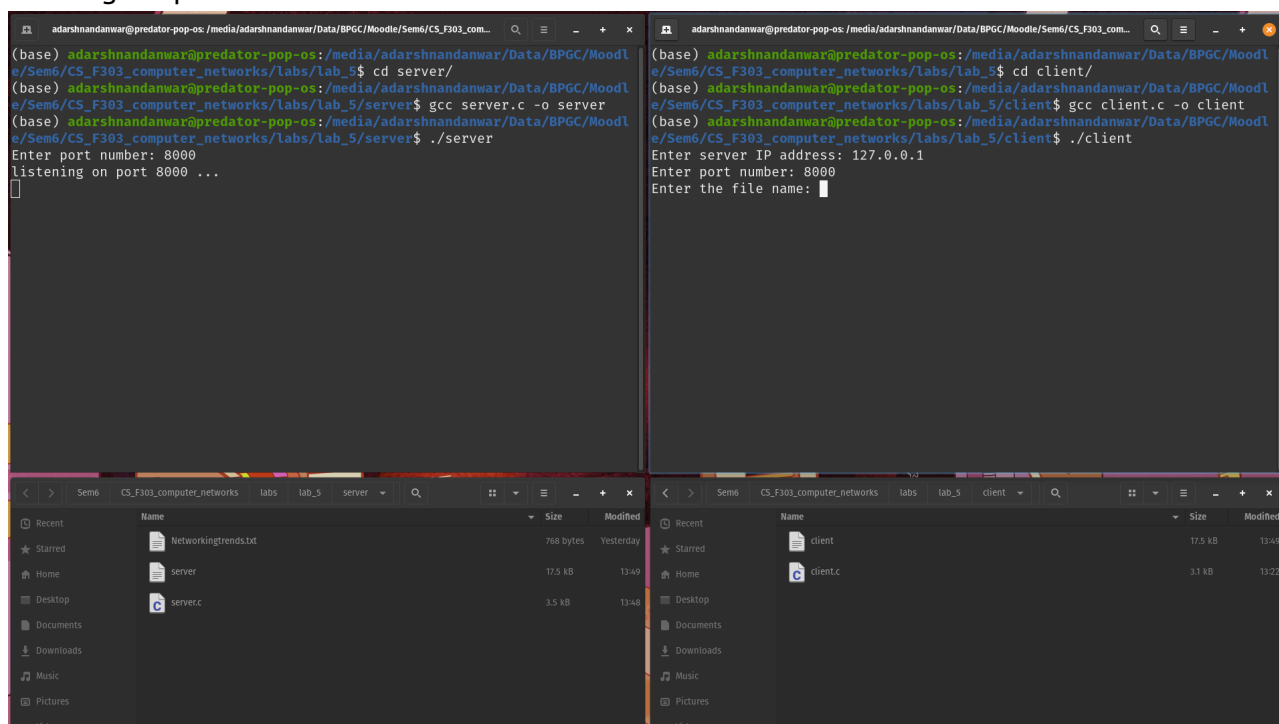 adarshnandanwar@predator-pop-os: /media/adarshnandanwar/Data/BPGC/Moodle/Sem6/CS_F303_com...
(base) adarshnandanwar@predator-pop-os:/media/adarshnandanwar/Data/BPGC/Moodl
e/Sem6/CS_F303_computer_networks/labs/lab_5$ cd server/
(base) adarshnandanwar@predator-pop-os:/media/adarshnandanwar/Data/BPGC/Moodl
e/Sem6/CS_F303_computer_networks/labs/lab_5/server$ gcc server.c -o server
(base) adarshnandanwar@predator-pop-os:/media/adarshnandanwar/Data/BPGC/Moodl
e/Sem6/CS_F303_computer_networks/labs/lab_5/server$ ./server
Enter port number: 8000
listening on port 8000 ...
adarshnandanwar@predator-pop-os: /media/adarshnandanwar/Data/BPGC/Moodle/Sem6/CS_F303_com...
(base) adarshnandanwar@predator-pop-os:/media/adarshnandanwar/Data/BPGC/Moodl
e/Sem6/CS_F303_computer_networks/labs/lab_5$ cd client/
(base) adarshnandanwar@predator-pop-os:/media/adarshnandanwar/Data/BPGC/Moodl
e/Sem6/CS_F303_computer_networks/labs/lab_5/client$ gcc client.c -o client
(base) adarshnandanwar@predator-pop-os:/media/adarshnandanwar/Data/BPGC/Moodl
e/Sem6/CS_F303_computer_networks/labs/lab_5/client$ ./client
Enter server IP address: 127.0.0.1
Enter port number: 8000
Enter the file name:
Sem6 CS_F303_computer_networks labs lab_5 server
Recent
Starred
Home
Desktop
Documents
Downloads
Music
Pictures
Name Size Modified
Networkingtrends.txt 768 bytes Yesterday
server 17.5 kB 13:49
server.c 3.5 kB 13:48
Sem6 CS_F303_computer_networks labs lab_5 client
Recent
Starred
Home
Desktop
Documents
Downloads
Music
Pictures
Name Size Modified
client 17.5 kB 13:49
client.c 3.1 kB 13:22